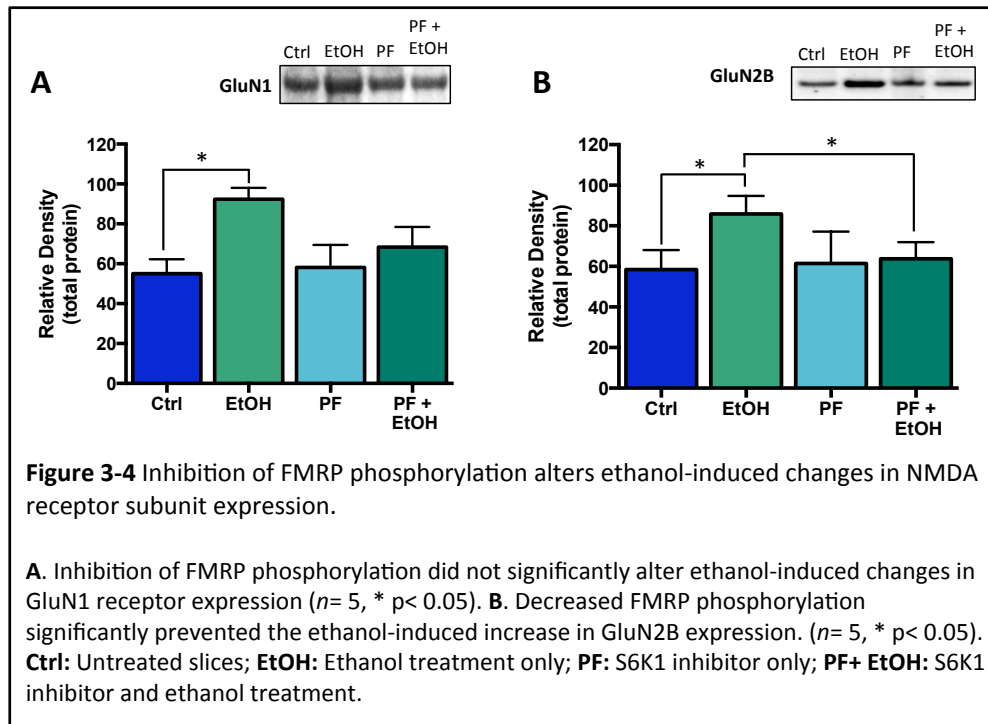 A
GluN1
Ctrl EtOH PF PF +
EtOH
*
Relative Density
(total protein)
120
100
80
60
40
20
0
Ctrl EtOH PF PF +
EtOH
B
GluN2B
Ctrl EtOH PF PF +
EtOH
* *
Relative Density
(total protein)
120
100
80
60
40
20
0
Ctrl EtOH PF PF +
EtOH
Figure 3-4 Inhibition of FMRP phosphorylation alters ethanol-induced changes in NMDA
receptor subunit expression.
A. Inhibition of FMRP phosphorylation did not significantly alter ethanol-induced changes in
GluN1 receptor expression (n= 5, * p< 0.05). B. Decreased FMRP phosphorylation
significantly prevented the ethanol-induced increase in GluN2B expression. (n= 5, * p< 0.05).
Ctrl: Untreated slices; EtOH: Ethanol treatment only; PF: S6K1 inhibitor only; PF+ EtOH: S6K1
inhibitor and ethanol treatment.